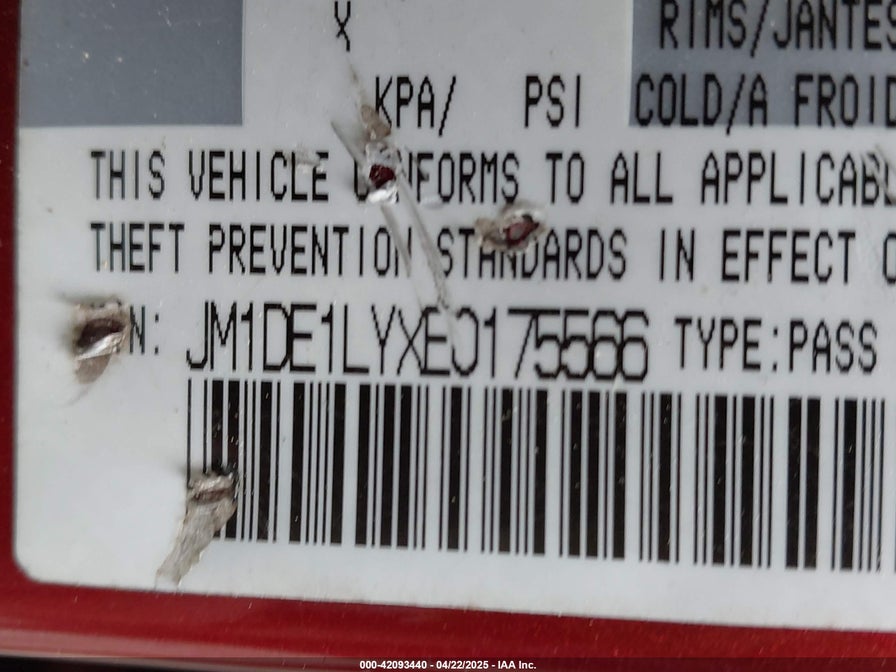 X RIMS/JANTES
KPA/ PSI COLD/A FROID
THIS VEHICLE CONFORMS TO ALL APPLICABL
THEFT PREVENTION STANDARDS IN EFFECT O
N: JM1DE1LYXE0175566 TYPE:PASS
000-42093440 - 04/22/2025 - IAA Inc.